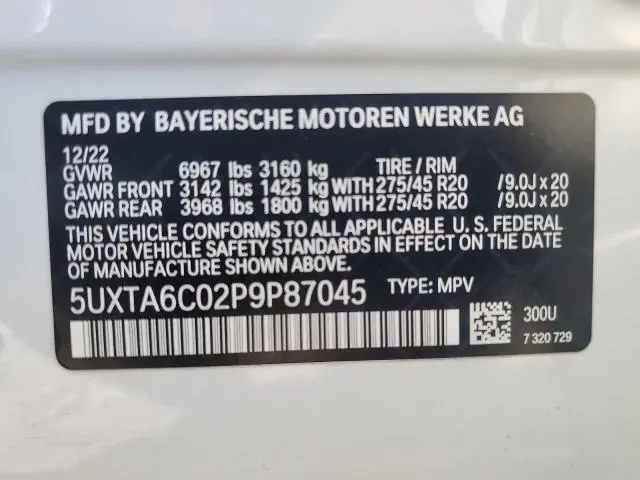 MFD BY BAYERISCHE MOTOREN WERKE AG
12/22
GVWR 6967 lbs 3160 kg TIRE / RIM
GAWR FRONT 3142 lbs 1425 kg WITH 275/45 R20 /9.0J x 20
GAWR REAR 3968 lbs 1800 kg WITH 275/45 R20 /9.0J x 20
THIS VEHICLE CONFORMS TO ALL APPLICABLE U. S. FEDERAL
MOTOR VEHICLE SAFETY STANDARDS IN EFFECT ON THE DATE
OF MANUFACTURE SHOWN ABOVE.
5UXTA6C02P9P87045 TYPE: MPV
300U
7 320 729